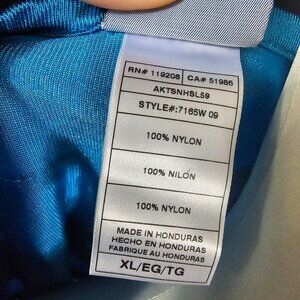 RN# 119208 CA# 51986
AKTSNHSL59
STYLE#:7165W 09
100% NYLON
100% NILÓN
100% NYLON
MADE IN HONDURAS
HECHO EN HONDURAS
FABRIQUE AU HONDURAS
XL/EG/TG